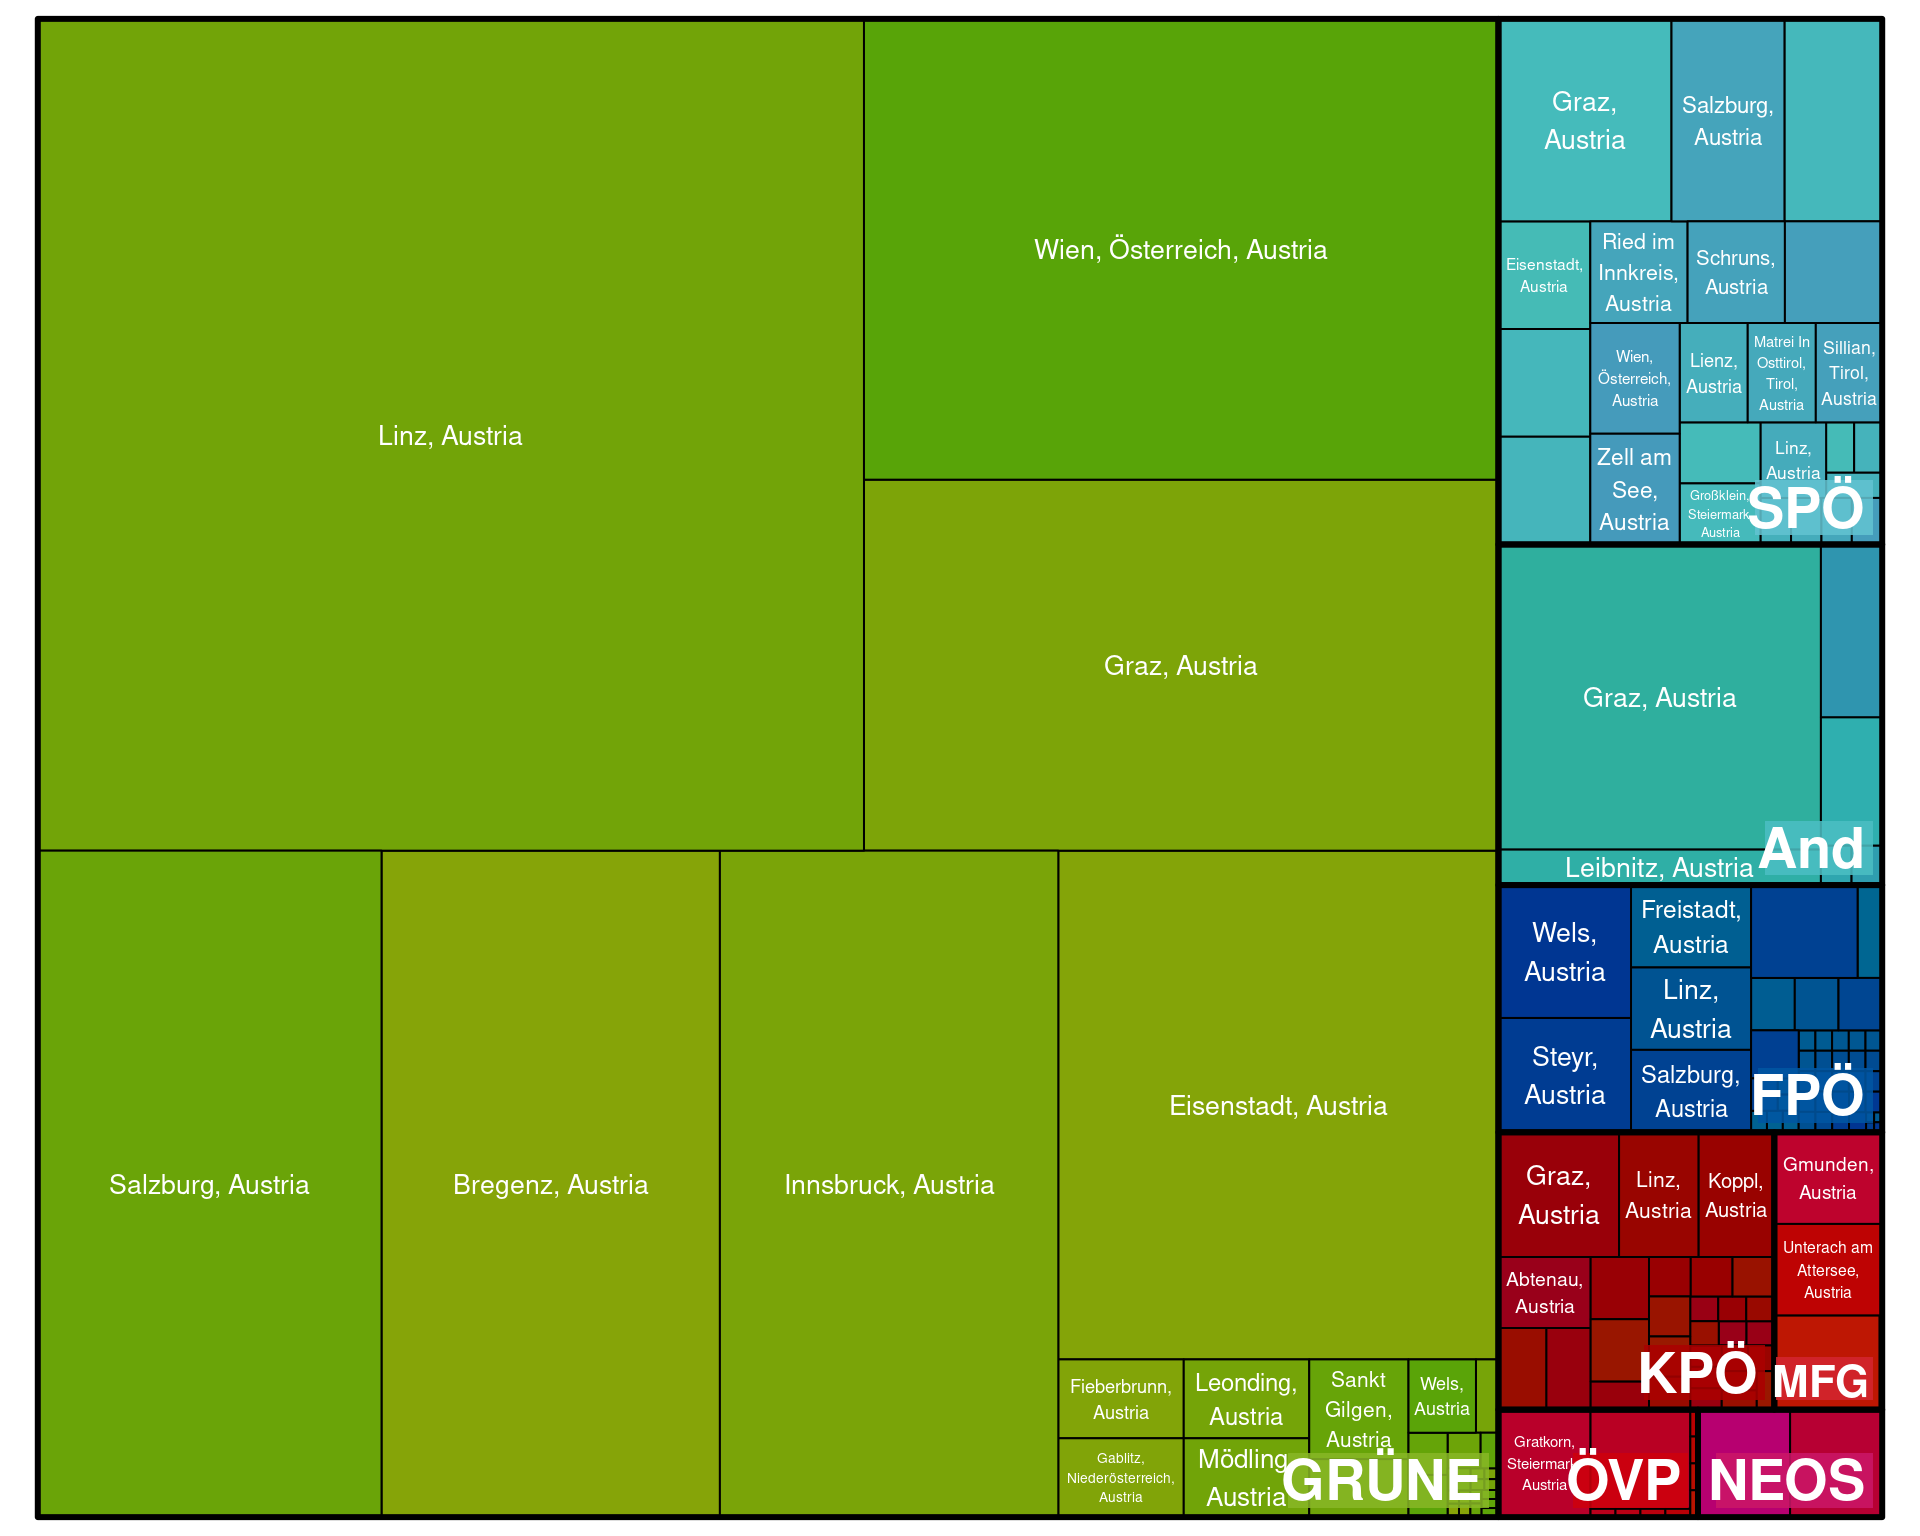 Linz, Austria
Wien, Österreich, Austria
Graz, Austria
Salzburg, Austria
Bregenz, Austria
Innsbruck, Austria
Eisenstadt, Austria
Fieberbrunn,
Austria
Leonding,
Austria
Sankt
Gilgen,
Austria
Wels,
Austria
Gablitz,
Niederösterreich,
Austria
Mödling,
Austria
GRÜNE
Graz,
Austria
Salzburg,
Austria
Eisenstadt,
Austria
Ried im
Innkreis,
Austria
Schruns,
Austria
Wien,
Österreich,
Austria
Lienz,
Austria
Matrei In
Osttirol,
Tirol,
Austria
Sillian,
Tirol,
Austria
Zell am
See,
Austria
Linz,
Austria
Großklein,
Steiermark,
Austria
SPÖ
Graz, Austria
Leibnitz, Austria
And
Wels,
Austria
Freistadt,
Austria
Linz,
Austria
Steyr,
Austria
Salzburg,
Austria
FPÖ
Graz,
Austria
Linz,
Austria
Koppl,
Austria
Abtenau,
Austria
KPÖ
Gmunden,
Austria
Unterach am
Attersee,
Austria
MFG
Gratkorn,
Steiermark,
Austria
ÖVP
NEOS